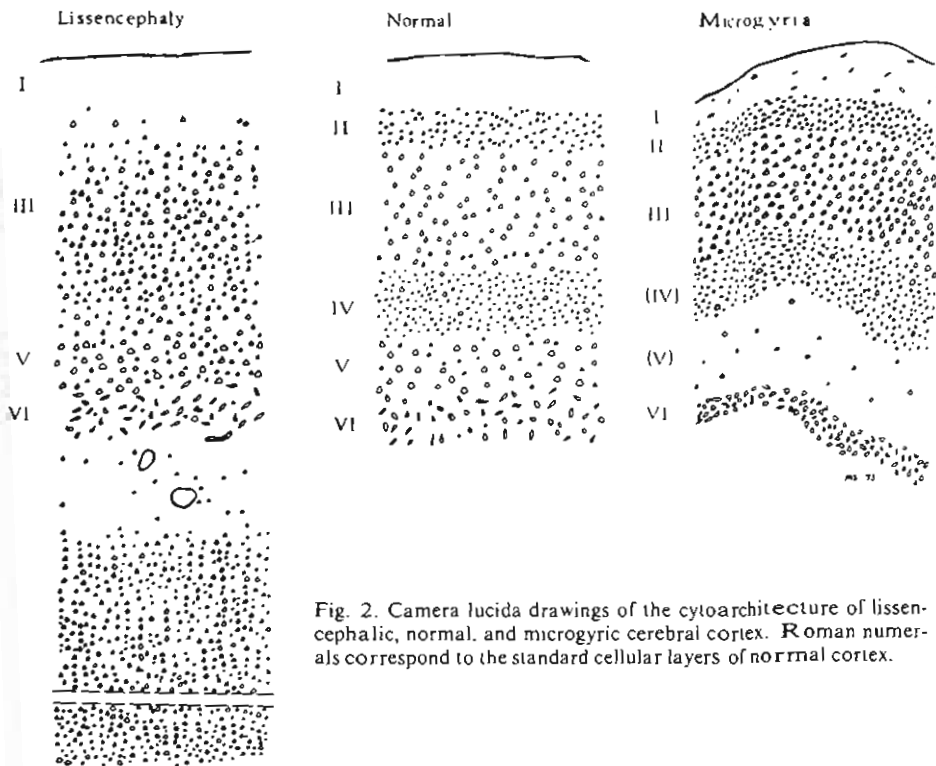 Lissencephaly
Normal
Microgyria
I
III
V
VI
I
II
III
IV
V
VI
I
II
III
(IV)
(V)
VI
MS 73
Fig. 2. Camera lucida drawings of the cytoarchitecture of lissen-
cephalic, normal, and microgyric cerebral cortex. Roman numer-
als correspond to the standard cellular layers of normal cortex.